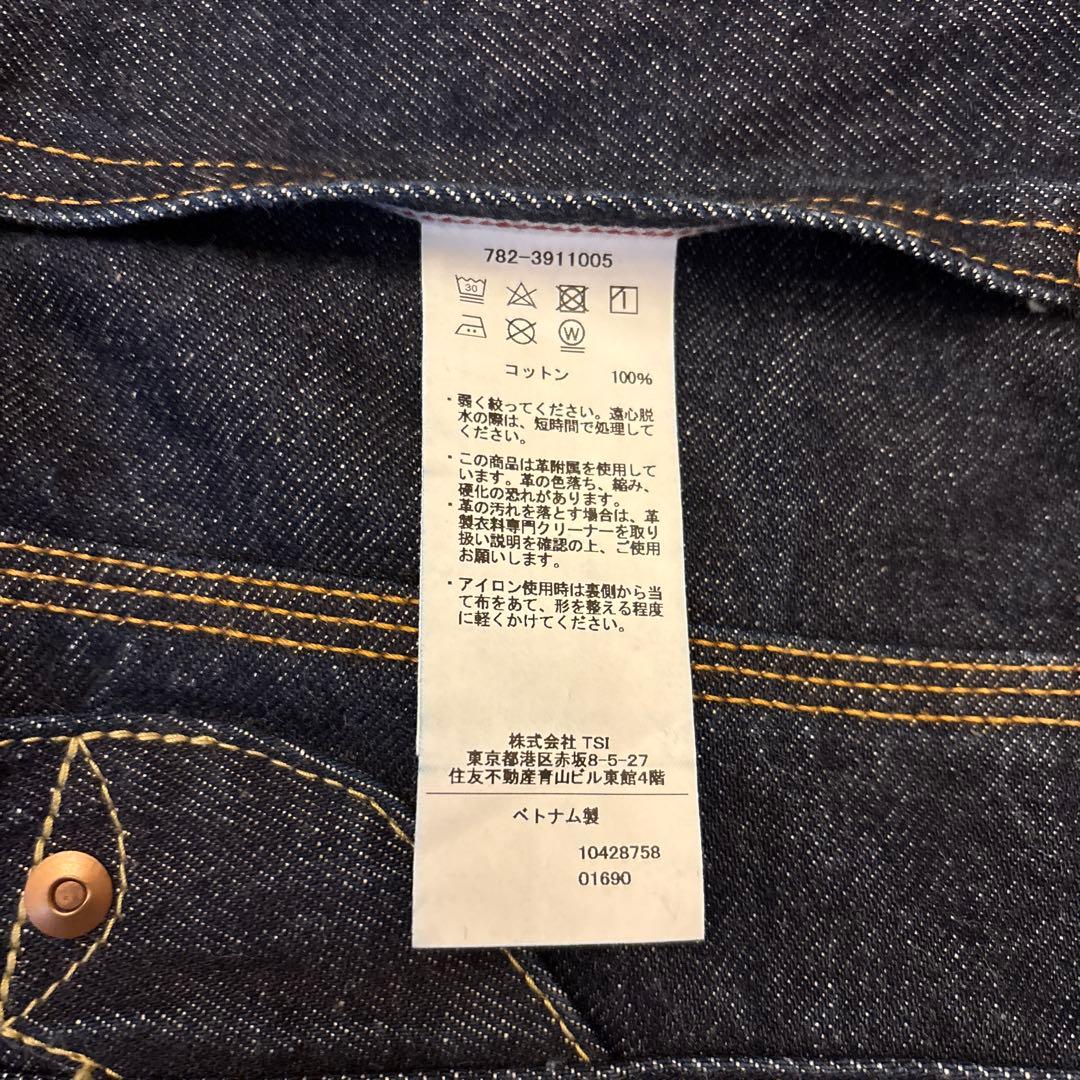 782-3911005
30
W
コットン 100%
・弱く絞ってください。遠心脱
水の際は、短時間で処理して
ください。
・この商品は革附属を使用して
います。革の色落ち、縮み、
硬化の恐れがあります。
・革の汚れを落とす場合は、革
製衣料専門クリーナーを取り
扱い説明を確認の上、ご使用
お願いします。
・アイロン使用時は裏側から当
て布をあて、形を整える程度
に軽くかけてください。
株式会社 TSI
東京都港区赤坂8-5-27
住友不動産青山ビル東館4階
ベトナム製
10428758
01690